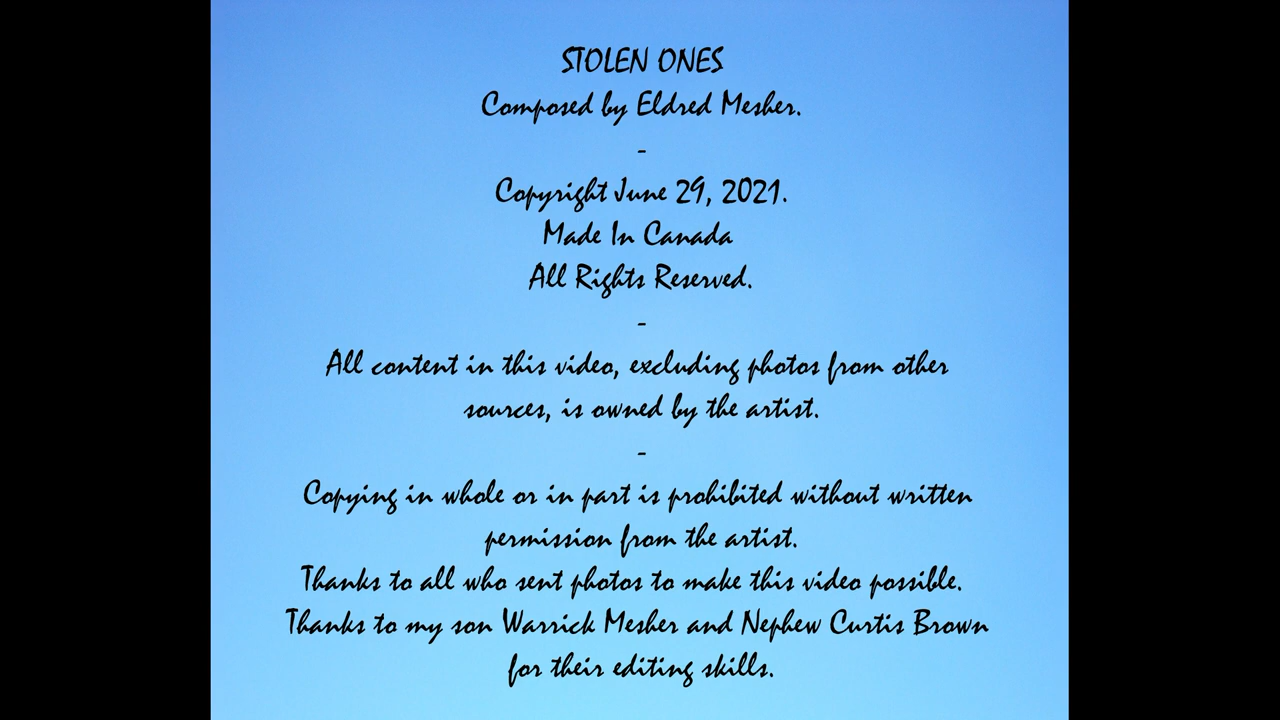 STOLEN ONES
Composed by Eldred Mesher.
-
Copyright June 29, 2021.
Made In Canada
All Rights Reserved.
-
All content in this video, excluding photos from other
sources, is owned by the artist.
-
Copying in whole or in part is prohibited without written
permission from the artist.
Thanks to all who sent photos to make this video possible.
Thanks to my son Warrick Mesher and Nephew Curtis Brown
for their editing skills.